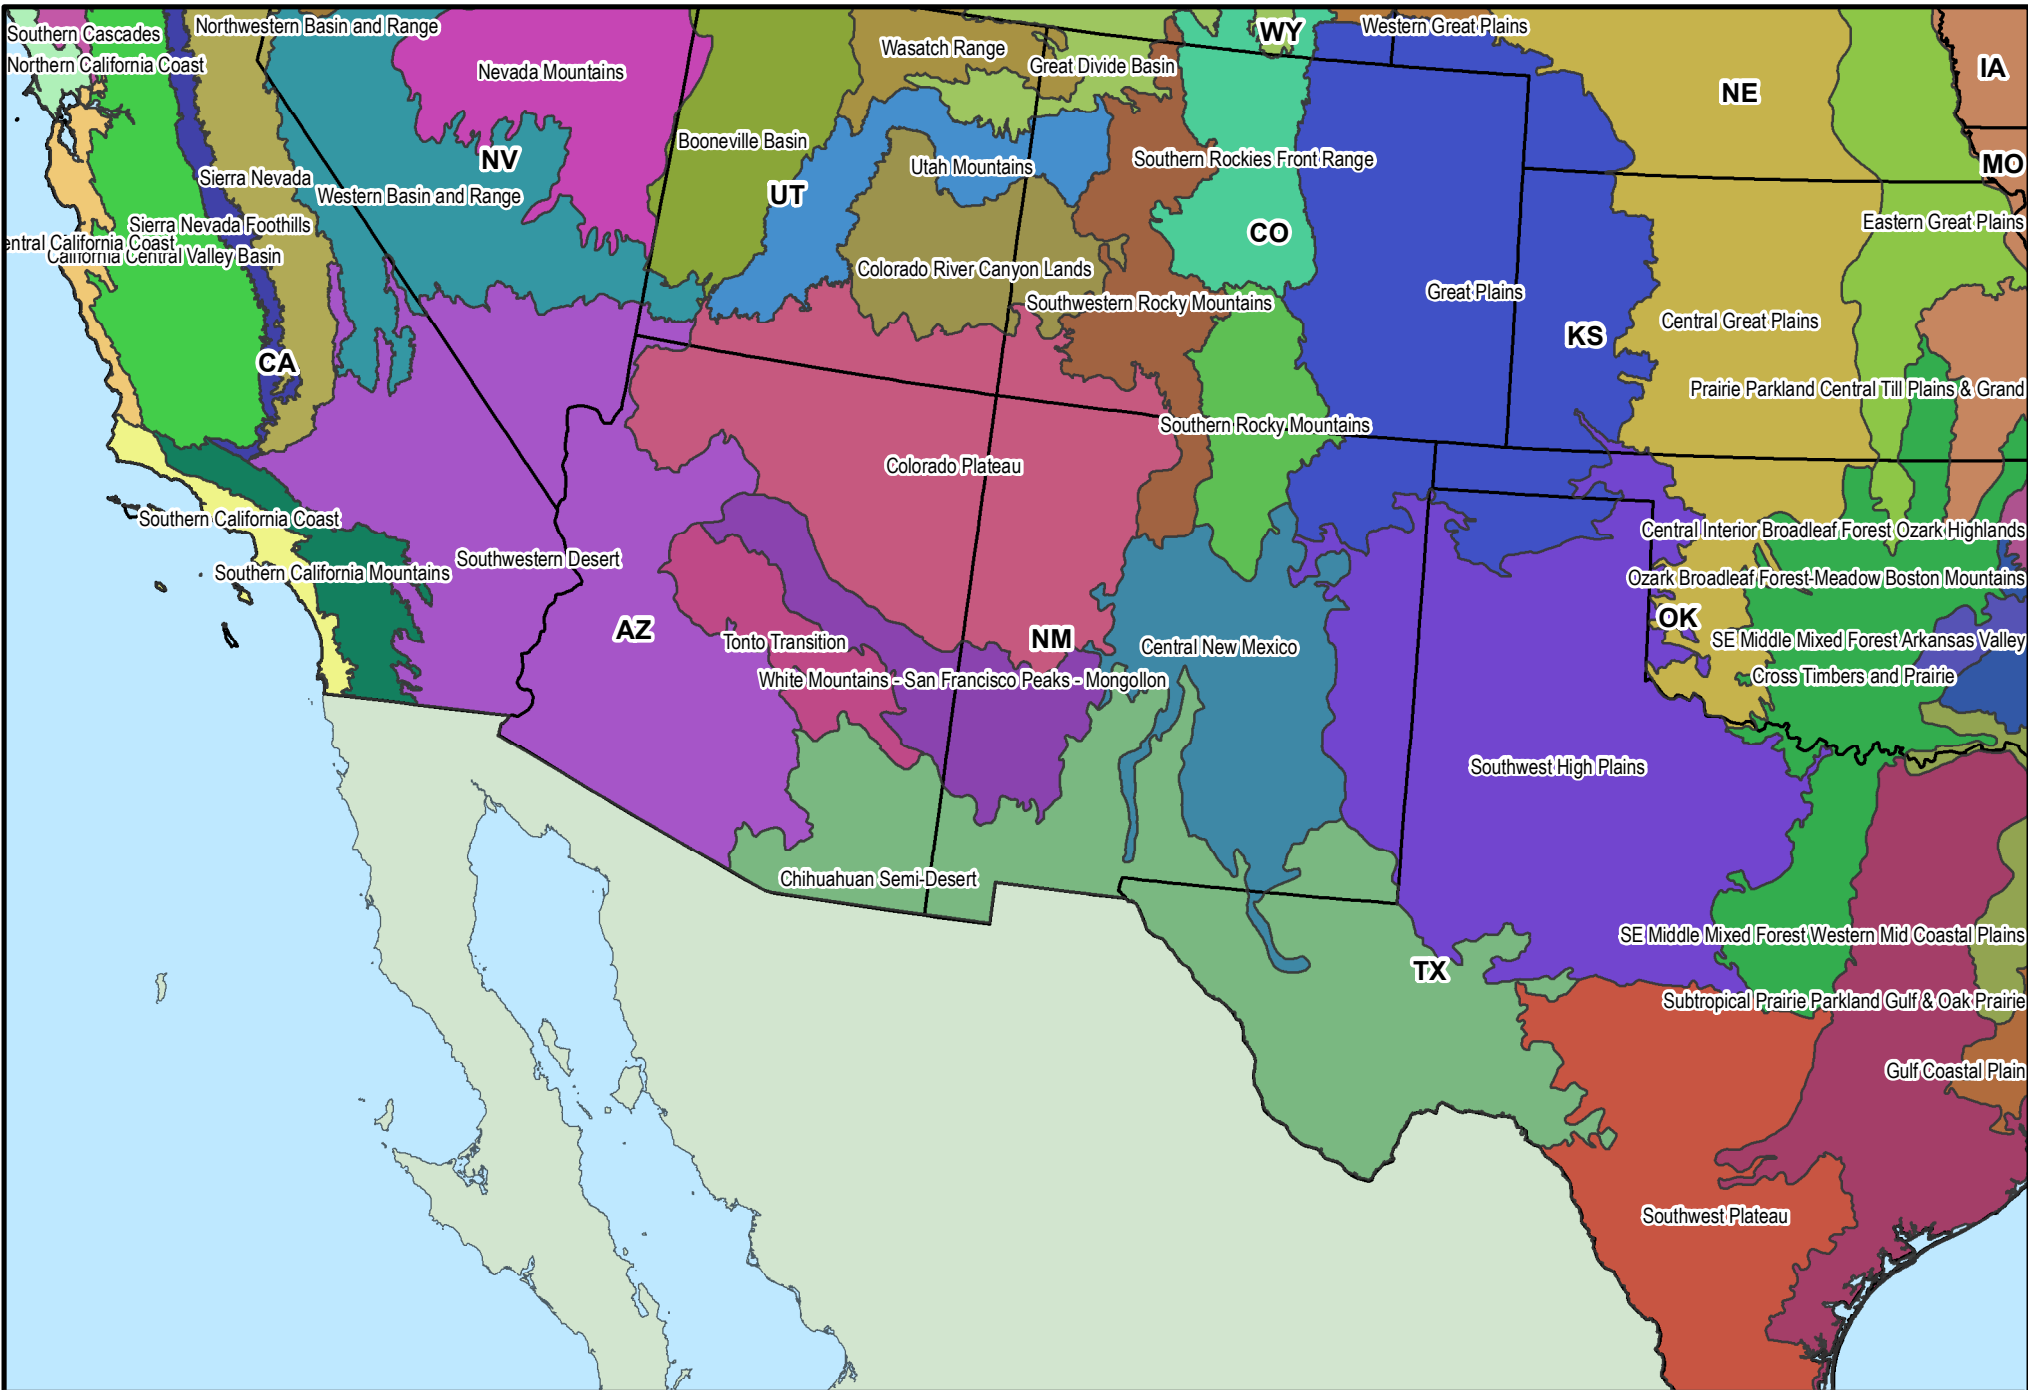 Southern Cascades
Northwestern Basin and Range
Western Great Plains
WY
Wasatch Range
Northern California Coast
Great Divide Basin
IA
Nevada Mountains
NE
Booneville Basin
NV
Southern Rockies Front Range
MO
Utah Mountains
Sierra Nevada
UT
Western Basin and Range
Sierra Nevada Foothills
Eastern Great Plains
CO
entral California Coast
California Central Valley Basin
Colorado River Canyon Lands
Great Plains
Southwestern Rocky Mountains
Central Great Plains
KS
CA
Prairie Parkland Central Till Plains & Grand
Southern Rocky Mountains
Colorado Plateau
Southern California Coast
Central Interior Broadleaf Forest Ozark Highlands
Southwestern Desert
Southern California Mountains
Ozark Broadleaf Forest-Meadow Boston Mountains
OK
AZ
NM
Tonto Transition
Central New Mexico
SE Middle Mixed Forest Arkansas Valley
White Mountains - San Francisco Peaks - Mongollon
Cross Timbers and Prairie
Southwest High Plains
Chihuahuan Semi-Desert
SE Middle Mixed Forest Western Mid Coastal Plains
TX
Subtropical Prairie Parkland Gulf & Oak Prairie
Gulf Coastal Plain
Southwest Plateau